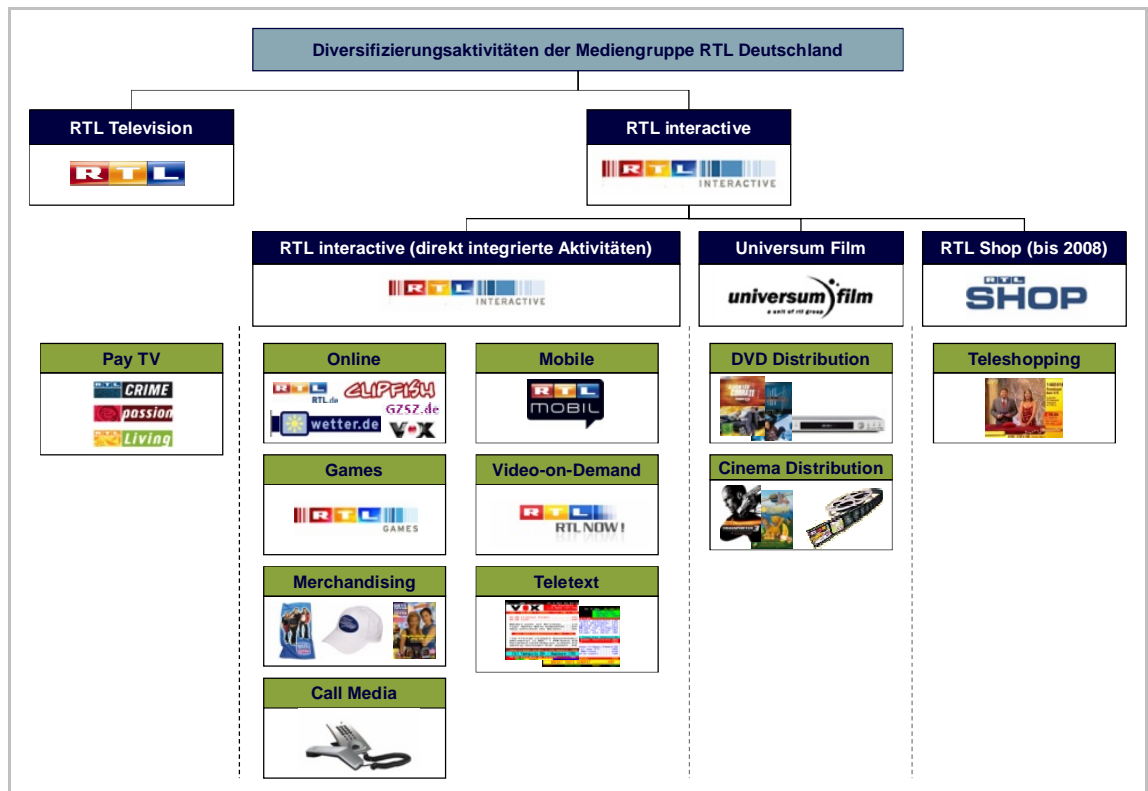 Diversifizierungsaktivitäten der Mediengruppe RTL Deutschland
RTL Television
RTL
RTL interactive
RTL
INTERACTIVE
RTL interactive (direkt integrierte Aktivitäten)
RTL
INTERACTIVE
Universum Film
universum film
a unit of rtl group
RTL Shop (bis 2008)
RTL
SHOP
Pay TV
RTL CRIME
passion
Living
Online
RTL
RTL.de
CLIPFISH
GZSZ.de
wetter.de
VOX
Mobile
RTL
MOBIL
DVD Distribution
Teleshopping
Games
RTL
GAMES
Video-on-Demand
RTL
RTL NOW!
Cinema Distribution
Merchandising
Teletext
VOX
Call Media